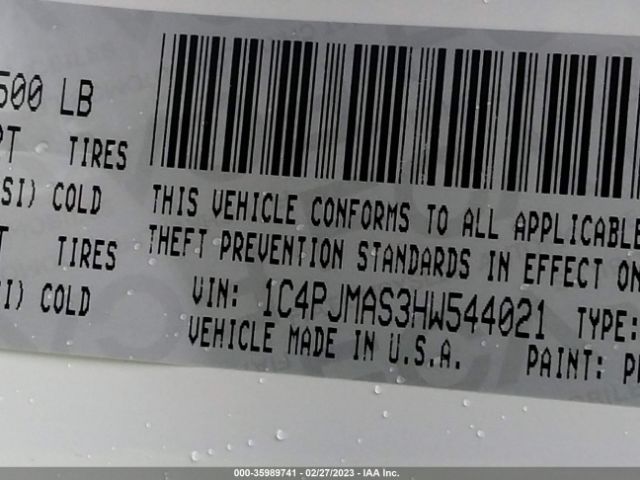 500 LB
PT TIRES
SI) COLD
T TIRES
SI) COLD
THIS VEHICLE CONFORMS TO ALL APPLICABLE
THEFT PREVENTION STANDARDS IN EFFECT ON
VIN: 1C4PJMAS3HW544021 TYPE:
VEHICLE MADE IN U.S.A. PAINT: P
000-35989741 - 02/27/2023 - IAA Inc.